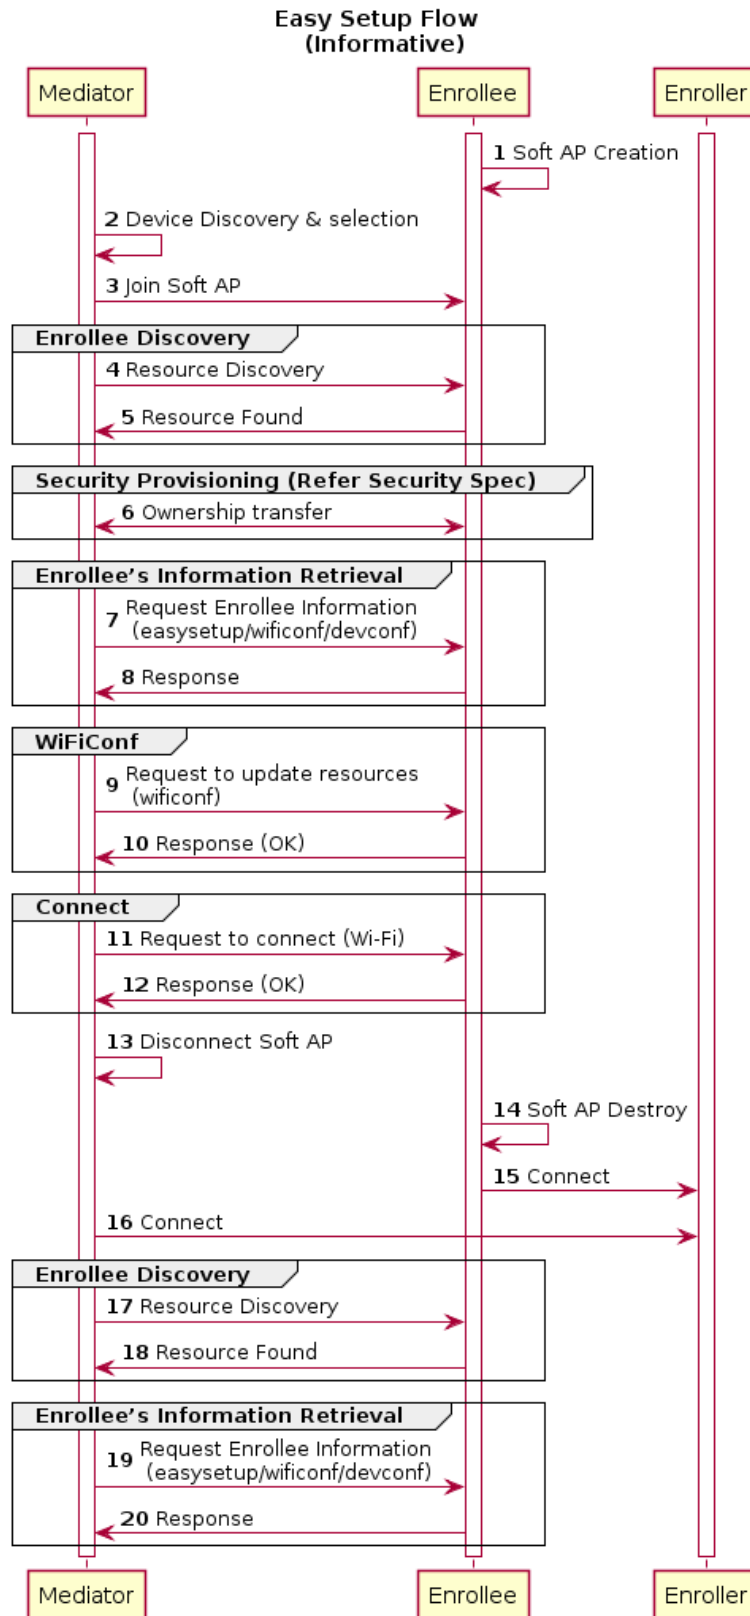 Easy Setup Flow
(Informative)
Mediator
Enrollee
Enroller
1 Soft AP Creation
2 Device Discovery & selection
3 Join Soft AP
Enrollee Discovery
4 Resource Discovery
5 Resource Found
Security Provisioning (Refer Security Spec)
6 Ownership transfer
Enrollee’s Information Retrieval
7 Request Enrollee Information
(easysetup/wificonf/devconf)
8 Response
WiFiConf
9 Request to update resources
(wificonf)
10 Response (OK)
Connect
11 Request to connect (Wi-Fi)
12 Response (OK)
13 Disconnect Soft AP
14 Soft AP Destroy
15 Connect
16 Connect
Enrollee Discovery
17 Resource Discovery
18 Resource Found
Enrollee’s Information Retrieval
19 Request Enrollee Information
(easysetup/wificonf/devconf)
20 Response
Mediator
Enrollee
Enroller